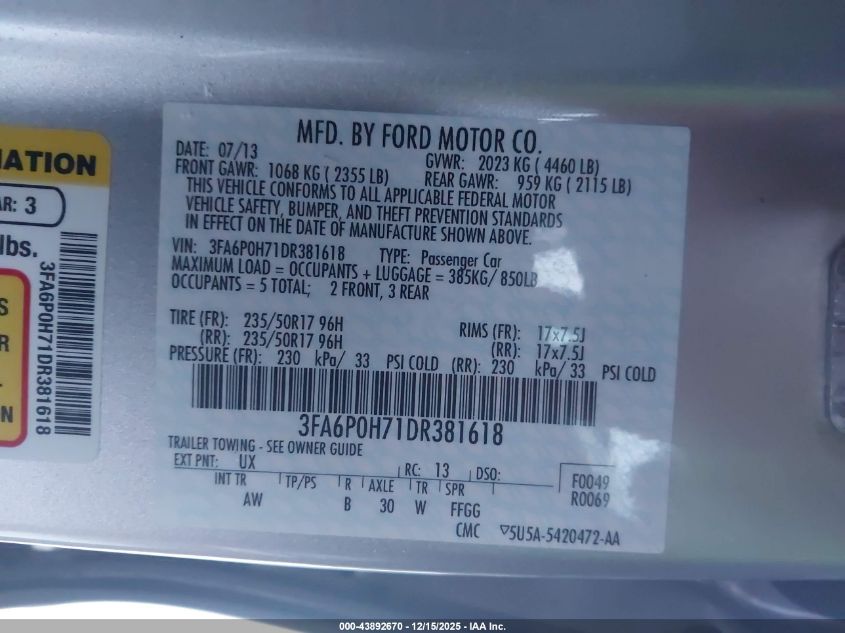 MFD. BY FORD MOTOR CO.
DATE: 07/13 GVWR: 2023 KG ( 4460 LB)
FRONT GAWR: 1068 KG ( 2355 LB) REAR GAWR: 959 KG ( 2115 LB)
THIS VEHICLE CONFORMS TO ALL APPLICABLE FEDERAL MOTOR
VEHICLE SAFETY, BUMPER, AND THEFT PREVENTION STANDARDS
IN EFFECT ON THE DATE OF MANUFACTURE SHOWN ABOVE.
VIN: 3FA6P0H71DR381618 TYPE: Passenger Car
MAXIMUM LOAD = OCCUPANTS + LUGGAGE = 385KG/ 850LB
OCCUPANTS = 5 TOTAL; 2 FRONT, 3 REAR
TIRE (FR): 235/50R17 96H RIMS (FR): 17x7.5J
(RR): 235/50R17 96H (RR): 17x7.5J
PRESSURE (FR): 230 kPa/ 33 PSI COLD (RR): 230 kPa/ 33 PSI COLD
3FA6P0H71DR381618
TRAILER TOWING - SEE OWNER GUIDE
EXT PNT: UX RC: 13 DSO: F0049
INT TR TP/PS R AXLE TR SPR R0069
AW B 30 W FFGG
CMC ▽5U5A-5420472-AA
MATION
AR: 3
lbs.
3FA6P0H71DR381618
S
R
.
N
000-43892670 - 12/15/2025 - IAA Inc.